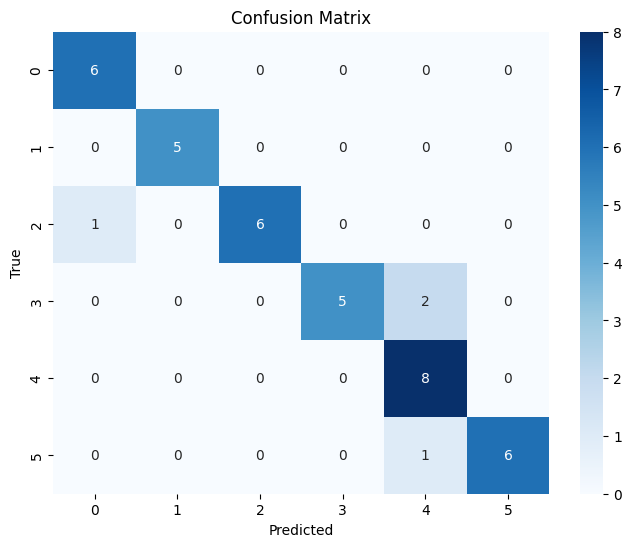 Confusion Matrix
0 6 0 0 0 0 0
1 0 5 0 0 0 0
2 1 0 6 0 0 0
3 0 0 0 5 2 0
4 0 0 0 0 8 0
5 0 0 0 0 1 6
0 1 2 3 4 5
True
Predicted
8
7
6
5
4
3
2
1
0